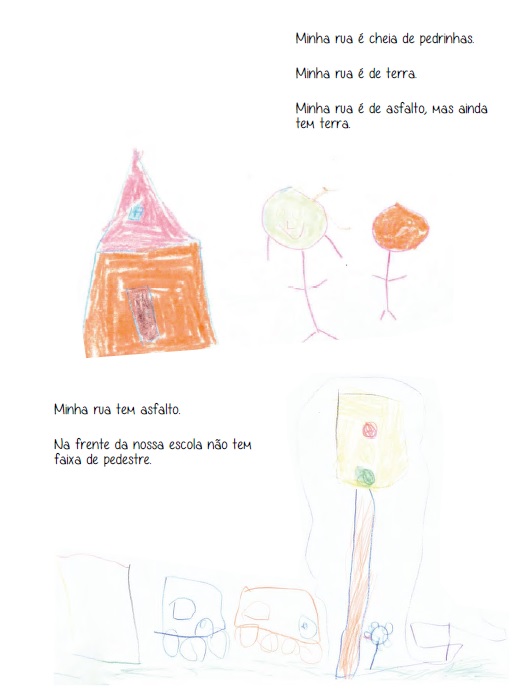 Minha rua é cheia de pedrinhas.
Minha rua é de terra.
Minha rua é de asfalto, mas ainda
tem terra.
Minha rua tem asfalto.
Na frente da nossa escola não tem
faixa de pedestre.